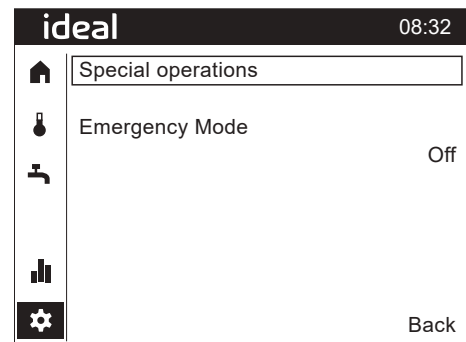 ideal 08:32
Special operations
Emergency Mode
Off
Back